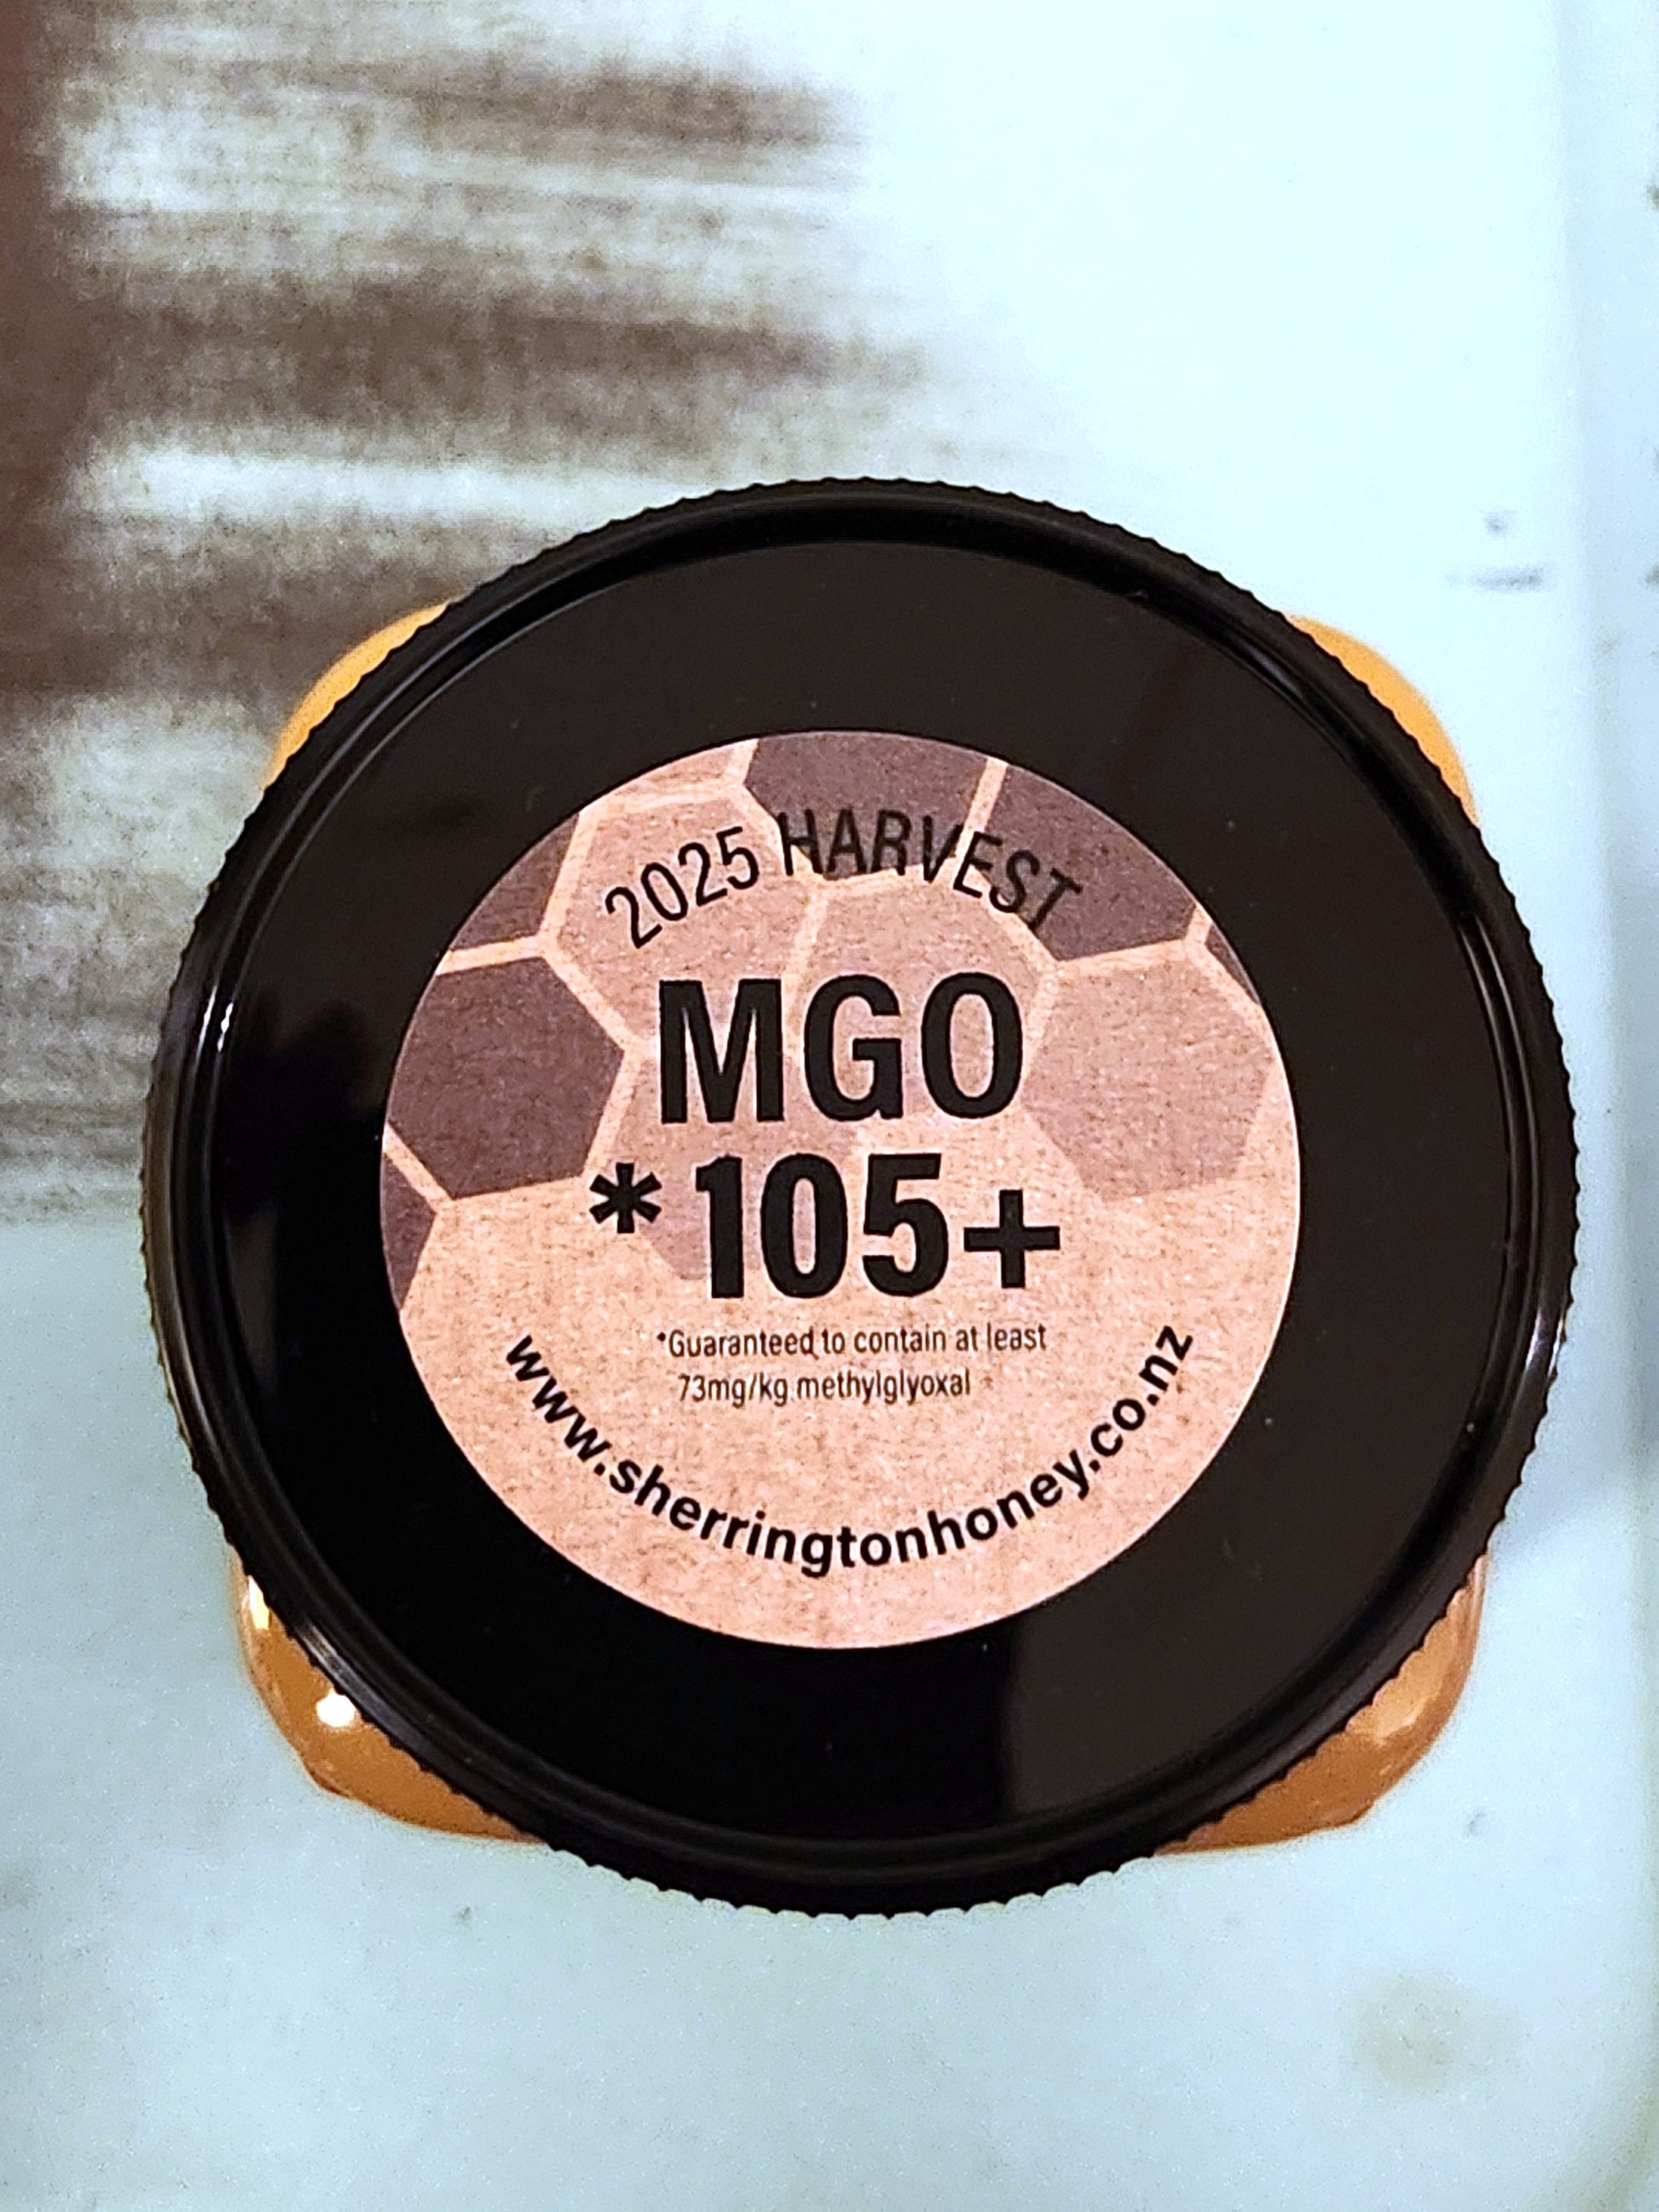 2025 HARVEST
MGO
*105+
*Guaranteed to contain at least
73mg/kg methylglyoxal
www.sherringtonhoney.co.nz